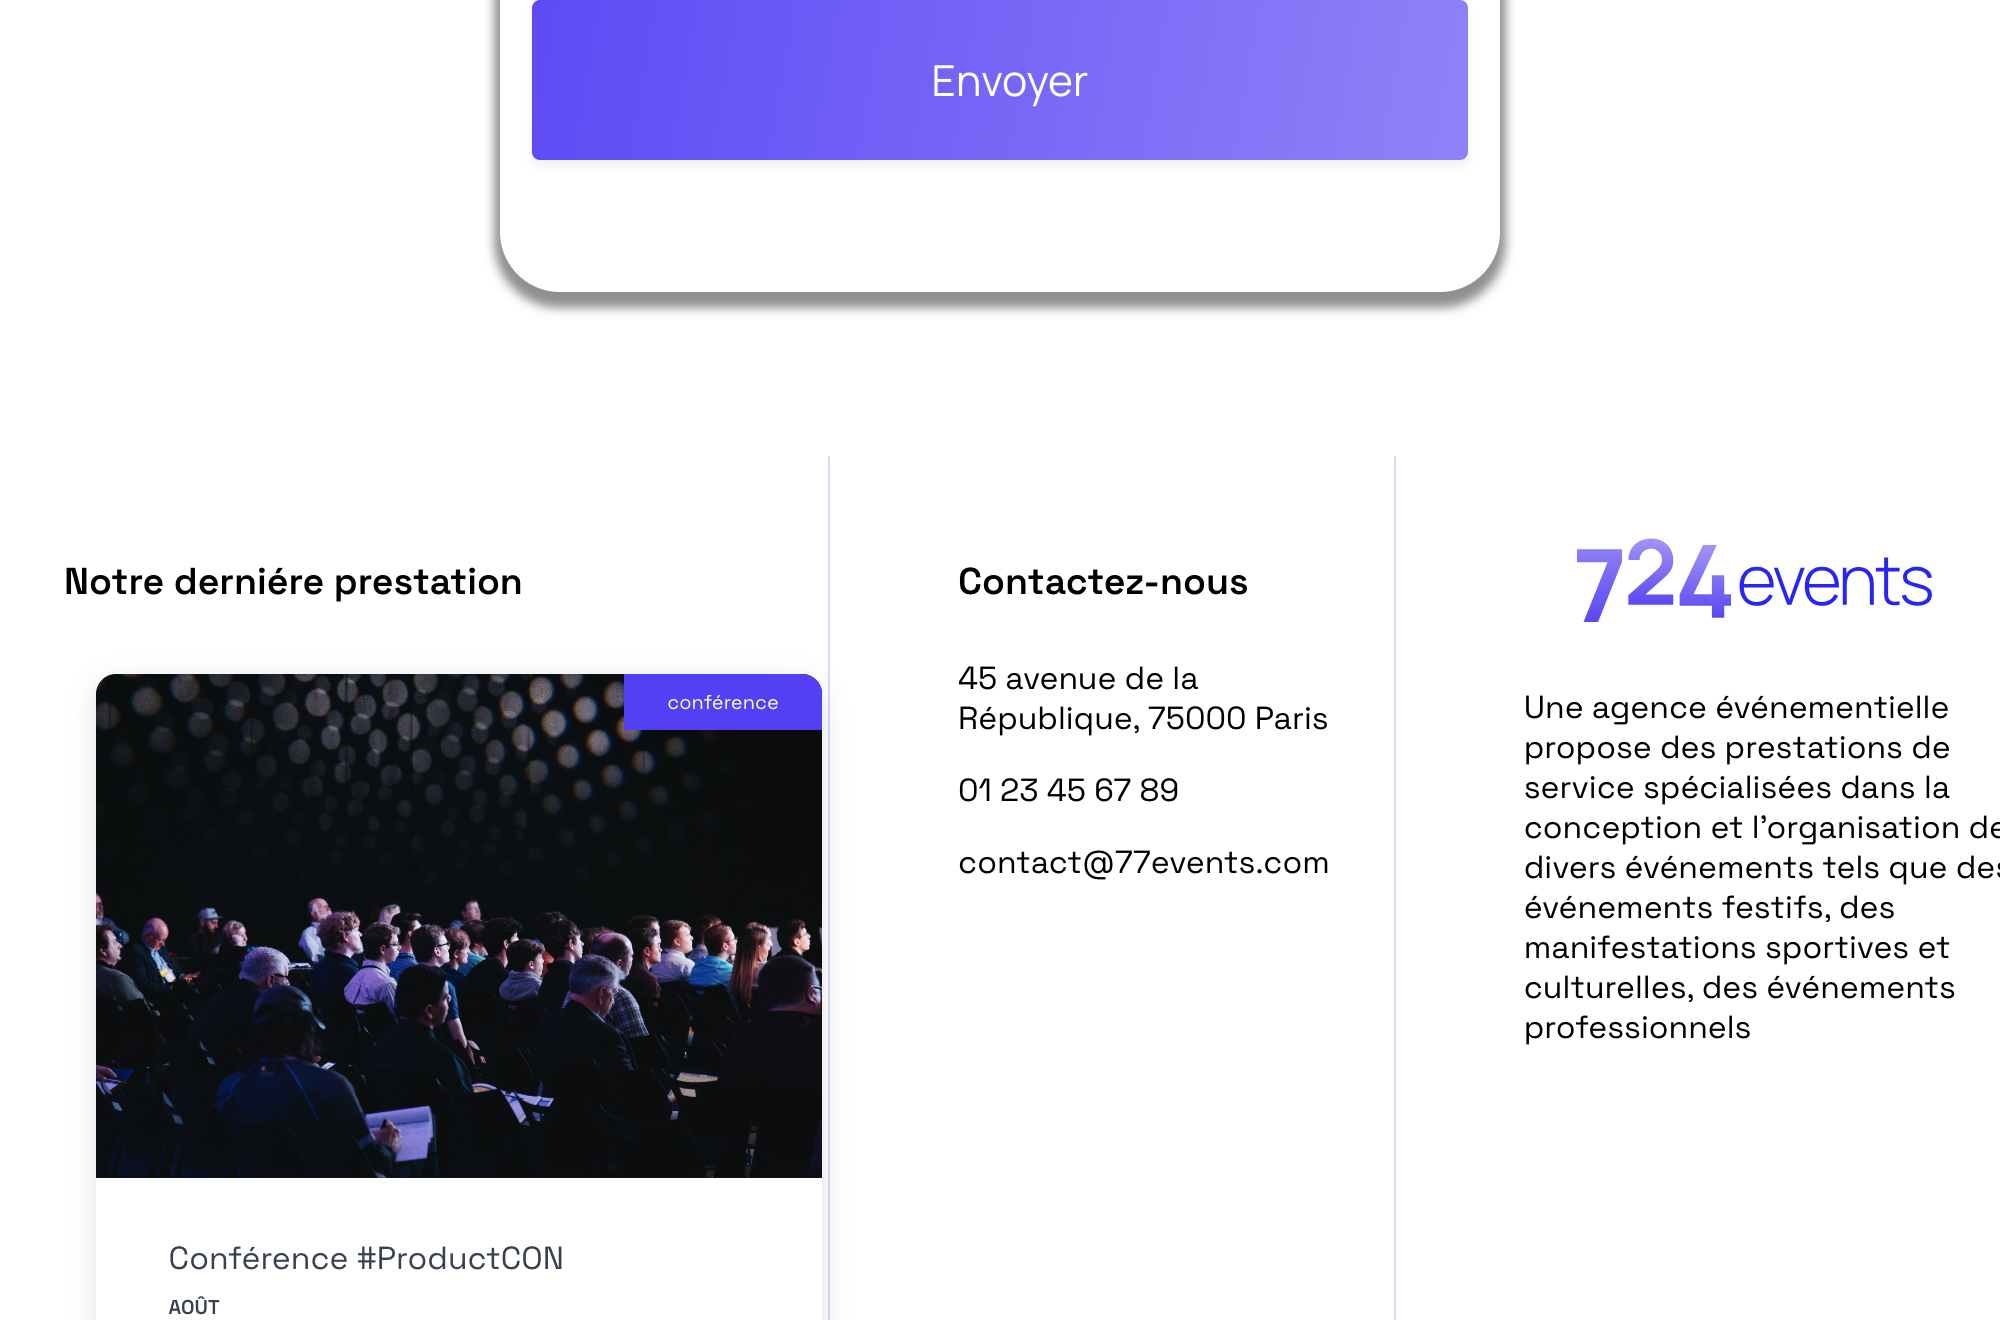 Envoyer
Notre derniére prestation
conférence
Conférence #ProductCON
AOÛT
Contactez-nous
45 avenue de la
République, 75000 Paris
01 23 45 67 89
contact@77events.com
724events
Une agence événementielle
propose des prestations de
service spécialisées dans la
conception et l’organisation de
divers événements tels que des
événements festifs, des
manifestations sportives et
culturelles, des événements
professionnels